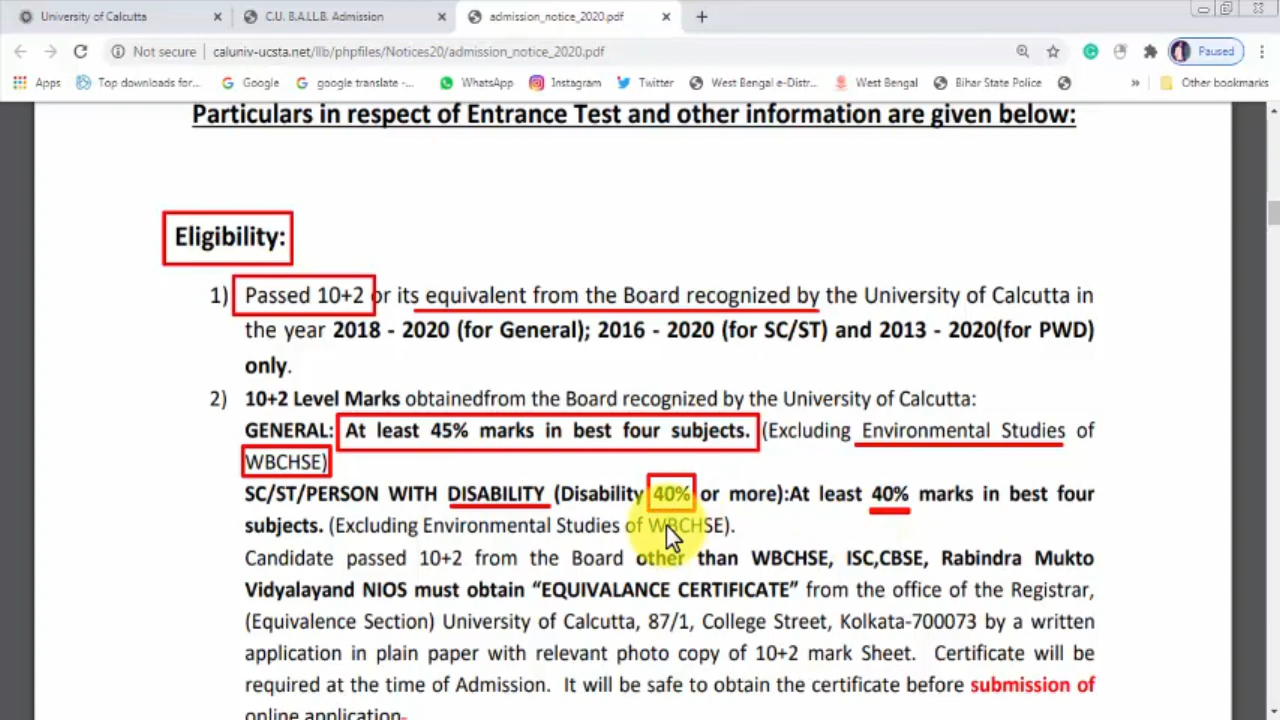 University of Calcutta
C.U. B.A.LL.B. Admission
admission_notice_2020.pdf
Not secure
caluniv-ucsta.net/llb/phpfiles/Notices20/admission_notice_2020.pdf
Paused
Apps
Top downloads for...
Google
google translate -...
WhatsApp
Instagram
Twitter
West Bengal e-Distr...
West Bengal
Bihar State Police
»
Other bookmarks
Particulars in respect of Entrance Test and other information are given below:
Eligibility:
1) Passed 10+2 or its equivalent from the Board recognized by the University of Calcutta in
the year 2018 - 2020 (for General); 2016 - 2020 (for SC/ST) and 2013 - 2020(for PWD)
only.
2) 10+2 Level Marks obtainedfrom the Board recognized by the University of Calcutta:
GENERAL: At least 45% marks in best four subjects. (Excluding Environmental Studies of
WBCHSE)
SC/ST/PERSON WITH DISABILITY (Disability 40% or more):At least 40% marks in best four
subjects. (Excluding Environmental Studies of WBCHSE).
Candidate passed 10+2 from the Board other than WBCHSE, ISC,CBSE, Rabindra Mukto
Vidyalayand NIOS must obtain “EQUIVALANCE CERTIFICATE” from the office of the Registrar,
(Equivalence Section) University of Calcutta, 87/1, College Street, Kolkata-700073 by a written
application in plain paper with relevant photo copy of 10+2 mark Sheet. Certificate will be
required at the time of Admission. It will be safe to obtain the certificate before submission of
online application.